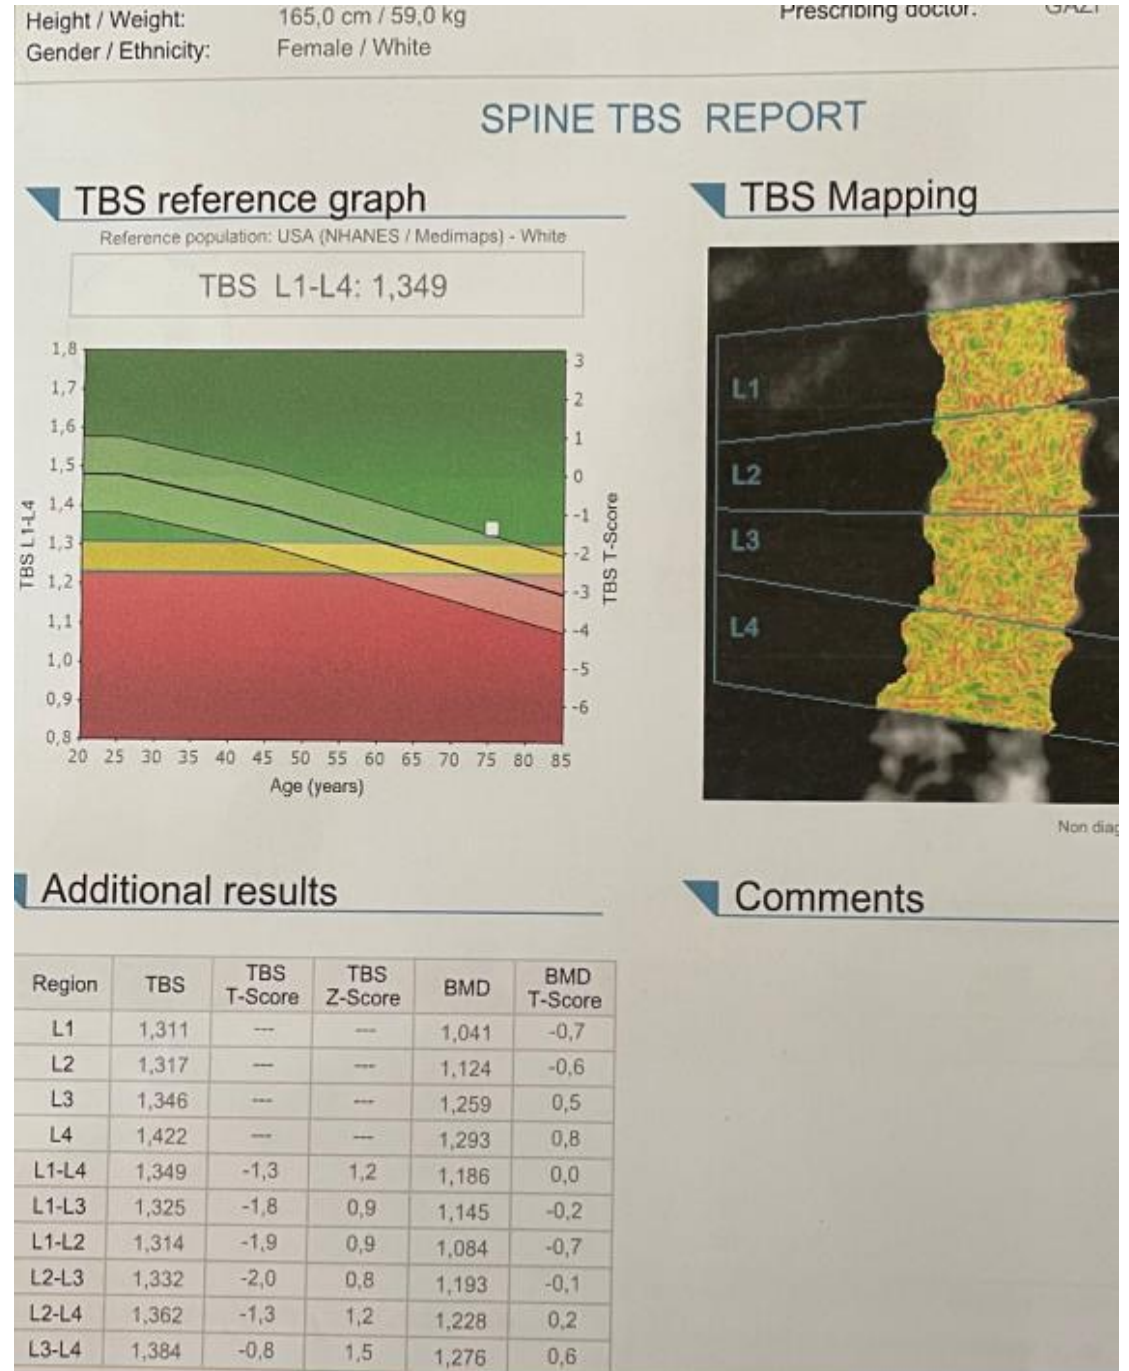 Height / Weight: 165,0 cm / 59,0 kg
Prescribing doctor:
Gender / Ethnicity: Female / White
SPINE TBS REPORT
TBS reference graph
Reference population: USA (NHANES / Medimaps) - White
TBS L1-L4: 1,349
1,8
1,7
1,6
1,5
1,4
1,3
1,2
1,1
1,0
0,9
0,8
TBS L1-L4
3
2
1
0
-1
-2
-3
-4
-5
-6
TBS T-Score
20 25 30 35 40 45 50 55 60 65 70 75 80 85
Age (years)
TBS Mapping
L1
L2
L3
L4
Non diag
Additional results
Region TBS TBS T-Score TBS Z-Score BMD BMD T-Score
L1 1,311 --- --- 1,041 -0,7
L2 1,317 --- --- 1,124 -0,6
L3 1,346 --- --- 1,259 0,5
L4 1,422 --- --- 1,293 0,8
L1-L4 1,349 -1,3 1,2 1,186 0,0
L1-L3 1,325 -1,8 0,9 1,145 -0,2
L1-L2 1,314 -1,9 0,9 1,084 -0,7
L2-L3 1,332 -2,0 0,8 1,193 -0,1
L2-L4 1,362 -1,3 1,2 1,228 0,2
L3-L4 1,384 -0,8 1,5 1,276 0,6
Comments